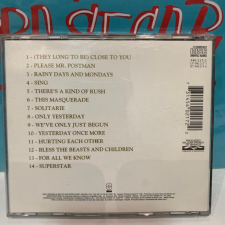 1 - (THEY LONG TO BE) CLOSE TO YOU
2 - PLEASE MR. POSTMAN
3 - RAINY DAYS AND MONDAYS
4 - SING
5 - THERE'S A KIND OF RUSH
6 - THIS MASQUERADE
7 - SOLITARIE
8 - ONLY YESTERDAY
9 - WE'VE ONLY JUST BEGUN
10 - YESTERDAY ONCE MORE
11 - HURTING EACH OTHER
12 - BLESS THE BEASTS AND CHILDREN
13 - FOR ALL WE KNOW
14 - SUPERSTAR